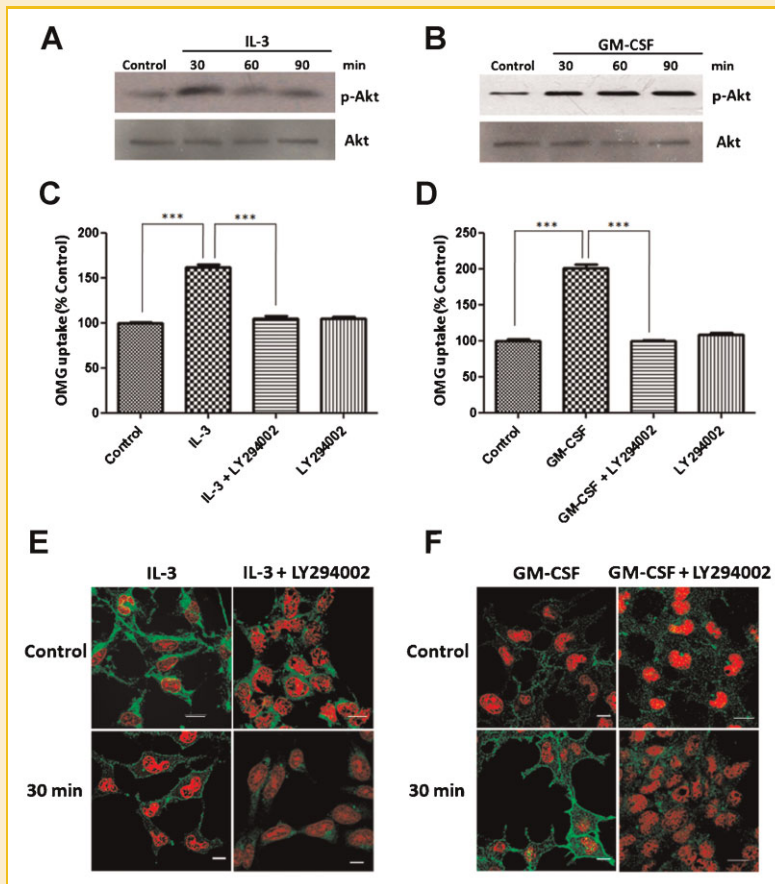 A
IL-3
Control 30 60 90 min
p-Akt
Akt
B
GM-CSF
Control 30 60 90 min
p-Akt
Akt
C
OMG uptake (% Control)
200
150
100
50
0
*** ***
Control
IL-3
IL-3 + LY294002
LY294002
D
OMG uptake (% Control)
250
200
150
100
50
0
*** ***
Control
GM-CSF
GM-CSF + LY294002
LY294002
E
IL-3 IL-3 + LY294002
Control
30 min
F
GM-CSF GM-CSF + LY294002
Control
30 min